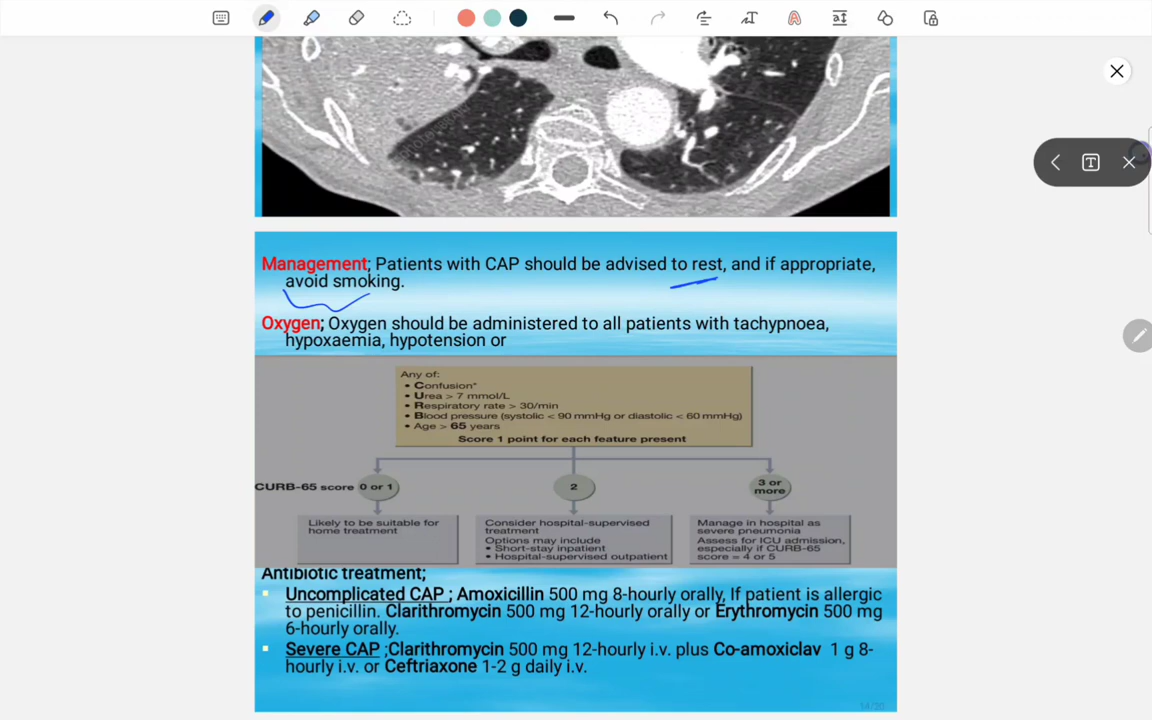 Management; Patients with CAP should be advised to rest, and if appropriate,
avoid smoking.
Oxygen; Oxygen should be administered to all patients with tachypnoea,
hypoxaemia, hypotension or
Any of:
• Confusion*
• Urea > 7 mmol/L
• Respiratory rate > 30/min
• Blood pressure (systolic < 90 mmHg or diastolic < 60 mmHg)
• Age > 65 years
Score 1 point for each feature present
CURB-65 score 0 or 1 2 3 or
more
Likely to be suitable for
home treatment
Consider hospital-supervised
treatment
Options may include
• Short-stay inpatient
• Hospital-supervised outpatient
Manage in hospital as
severe pneumonia
Assess for ICU admission,
especially if CURB-65
score = 4 or 5
Antibiotic treatment;
Uncomplicated CAP ; Amoxicillin 500 mg 8-hourly orally, If patient is allergic
to penicillin. Clarithromycin 500 mg 12-hourly orally or Erythromycin 500 mg
6-hourly orally.
Severe CAP ;Clarithromycin 500 mg 12-hourly i.v. plus Co-amoxiclav 1 g 8-
hourly i.v. or Ceftriaxone 1-2 g daily i.v.
14/20